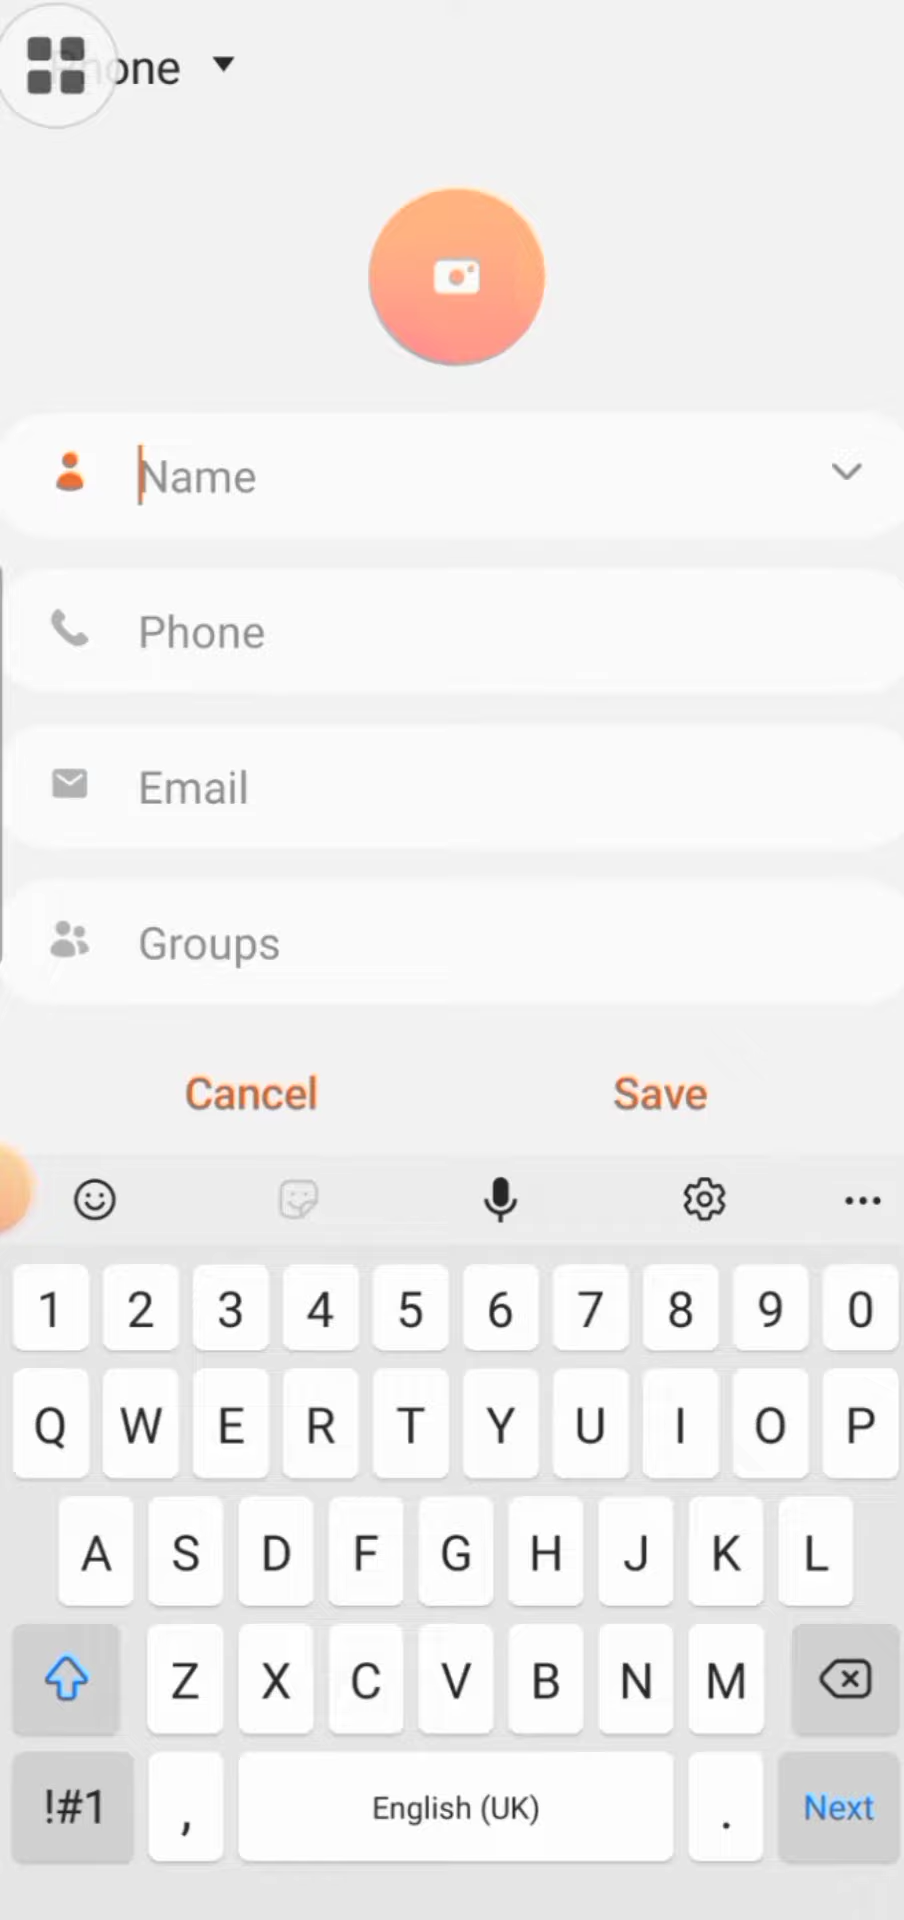 Phone
Name
Phone
Email
Groups
Cancel Save
1 2 3 4 5 6 7 8 9 0
Q W E R T Y U I O P
A S D F G H J K L
Z X C V B N M
!#1 , English (UK) . Next